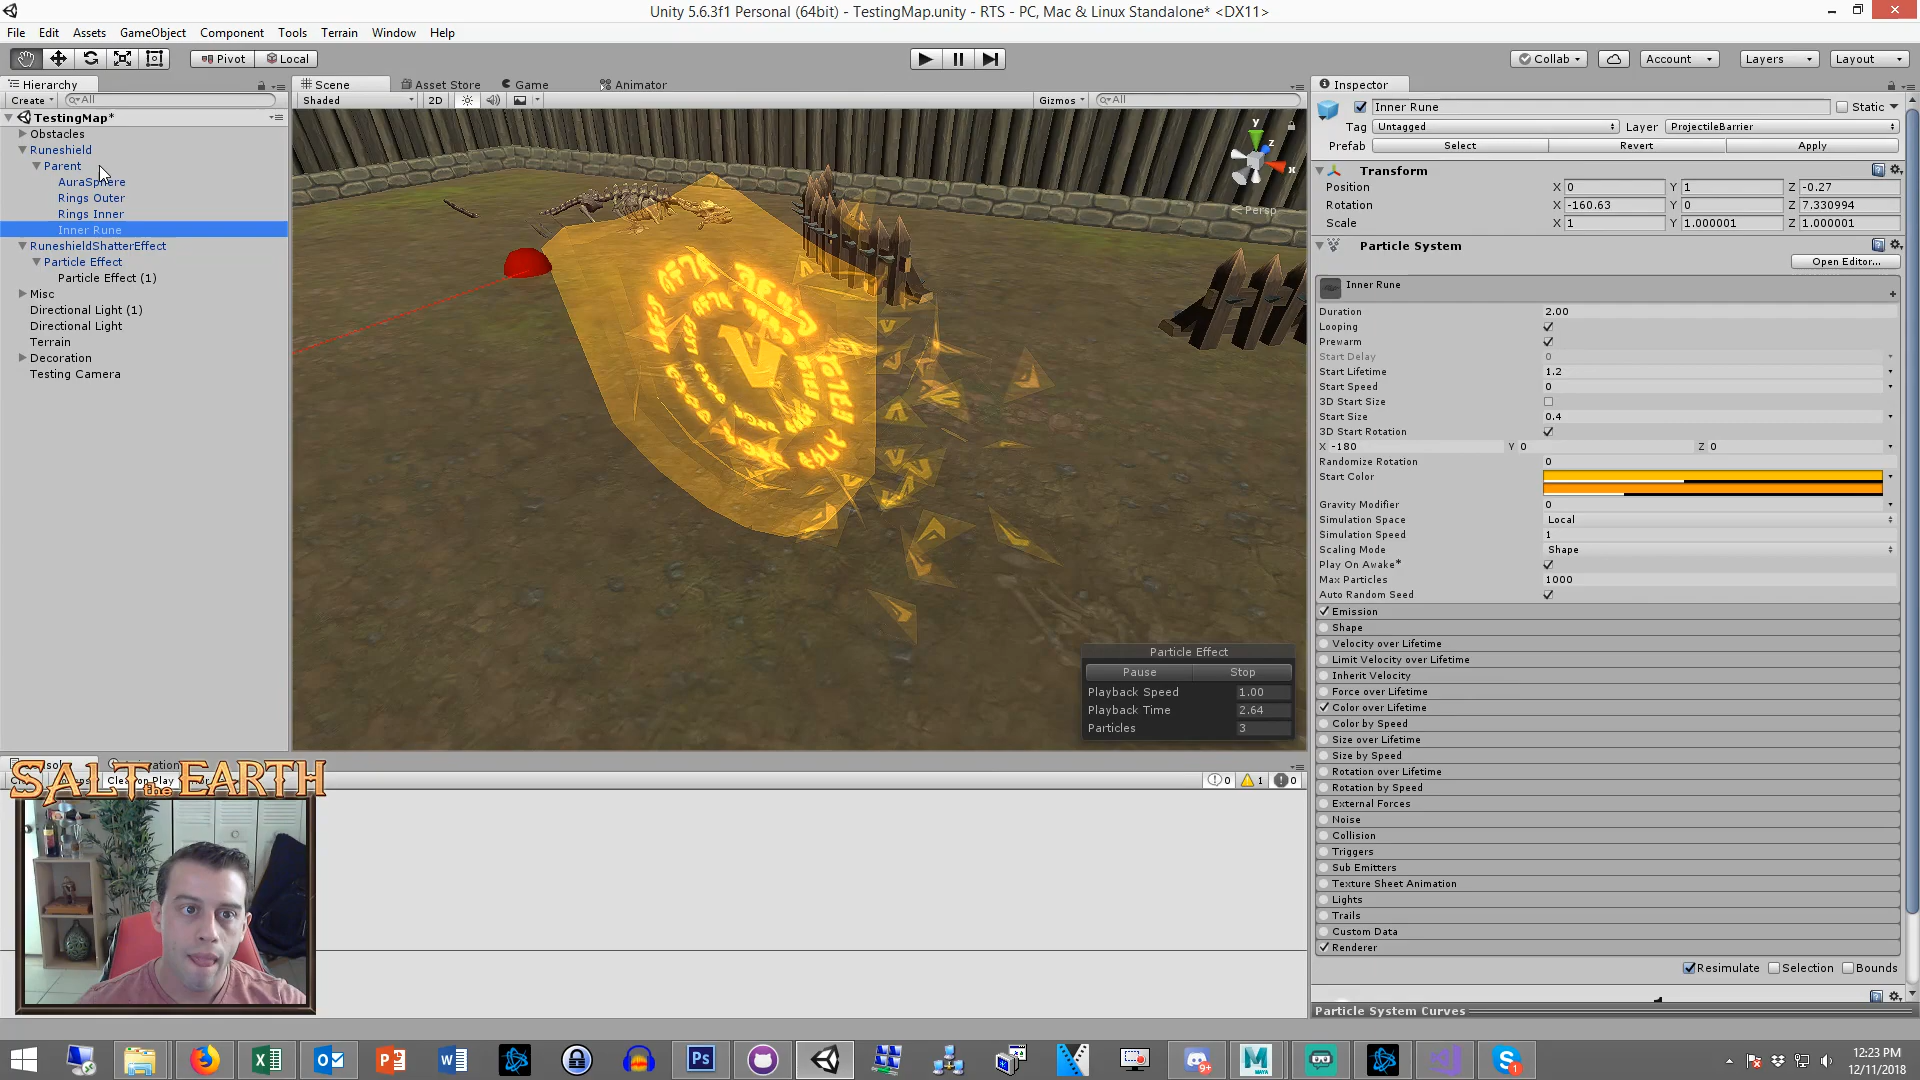 Unity 5.6.3f1 Personal (64bit) - TestingMap.unity - RTS - PC, Mac & Linux Standalone* <DX11>
File Edit Assets GameObject Component Tools Terrain Window Help
Pivot Local Collab Account Layers Layout
Hierarchy Scene Asset Store Game Animator Inspector
Create All Shaded 2D Gizmos All
TestingMap*
Obstacles
Runeshield
Parent
AuraSphere
Rings Outer
Rings Inner
Inner Rune
RuneshieldShatterEffect
Particle Effect
Particle Effect (1)
Misc
Directional Light (1)
Directional Light
Terrain
Decoration
Testing Camera
y
z
x
Persp
Particle Effect
Pause Stop
Playback Speed 1.00
Playback Time 2.64
Particles 3
Clear on Play
0 1 0
SALT the EARTH
Inner Rune Static
Tag Untagged Layer ProjectileBarrier
Prefab Select Revert Apply
Transform
Position X 0 Y 1 Z -0.27
Rotation X -160.63 Y 0 Z 7.330994
Scale X 1 Y 1.000001 Z 1.000001
Particle System
Open Editor...
Inner Rune
Duration 2.00
Looping
Prewarm
Start Delay 0
Start Lifetime 1.2
Start Speed 0
3D Start Size
Start Size 0.4
3D Start Rotation
X -180 Y 0 Z 0
Randomize Rotation 0
Start Color
Gravity Modifier 0
Simulation Space Local
Simulation Speed 1
Scaling Mode Shape
Play On Awake*
Max Particles 1000
Auto Random Seed
Emission
Shape
Velocity over Lifetime
Limit Velocity over Lifetime
Inherit Velocity
Force over Lifetime
Color over Lifetime
Color by Speed
Size over Lifetime
Size by Speed
Rotation over Lifetime
Rotation by Speed
External Forces
Noise
Collision
Triggers
Sub Emitters
Texture Sheet Animation
Lights
Trails
Custom Data
Renderer
Resimulate Selection Bounds
Particle System Curves
12:23 PM
12/11/2018